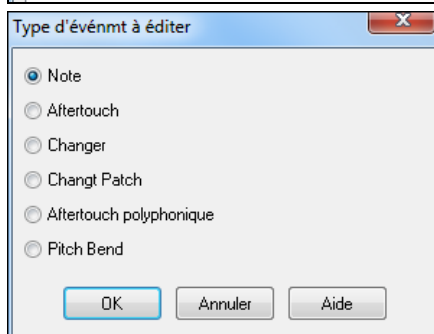 Type d'événmt à éditer
Note
Aftertouch
Changer
Changt Patch
Aftertouch polyphonique
Pitch Bend
OK Annuler Aide